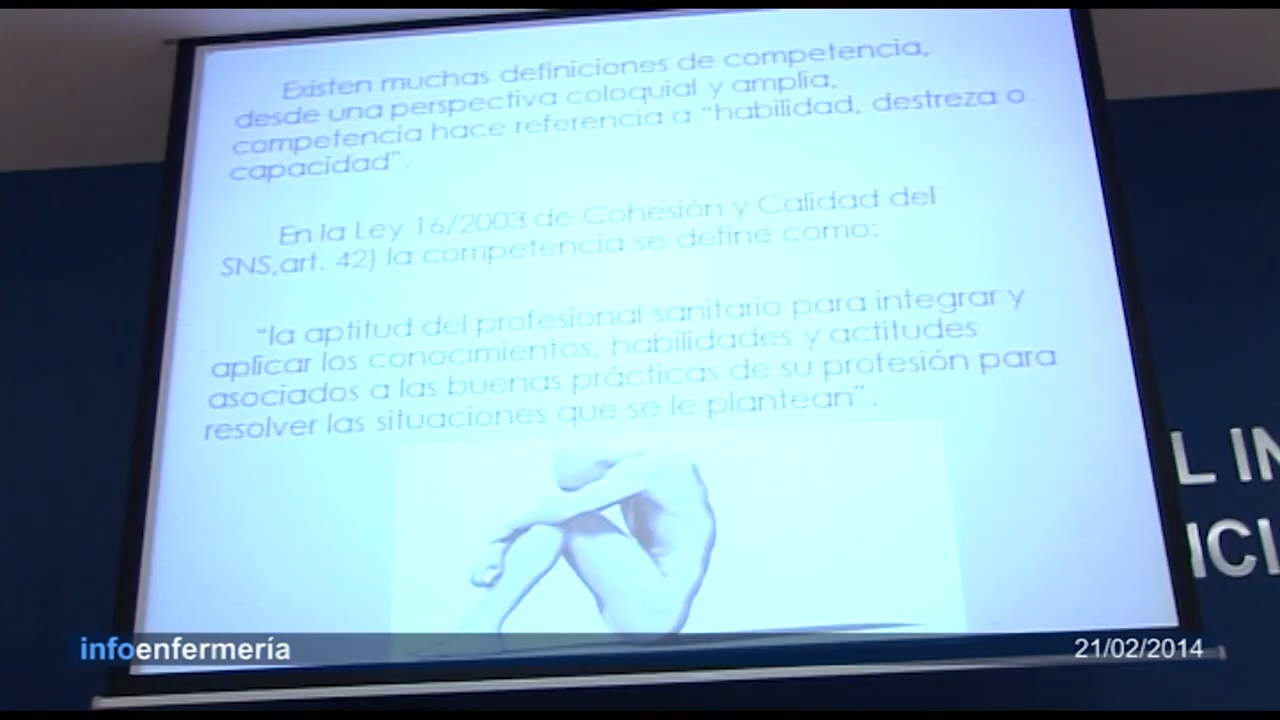 Existen muchas definiciones de competencia,
desde una perspectiva coloquial y amplia,
competencia hace referencia a “habilidad, destreza o
capacidad”.
En la Ley 16/2003 de Cohesión y Calidad del
SNS,art. 42) la competencia se define como:
“la aptitud del profesional sanitario para integrar y
aplicar los conocimientos, habilidades y actitudes
asociados a las buenas prácticas de su profesión para
resolver las situaciones que se le plantean”.
infoenfermería
21/02/2014